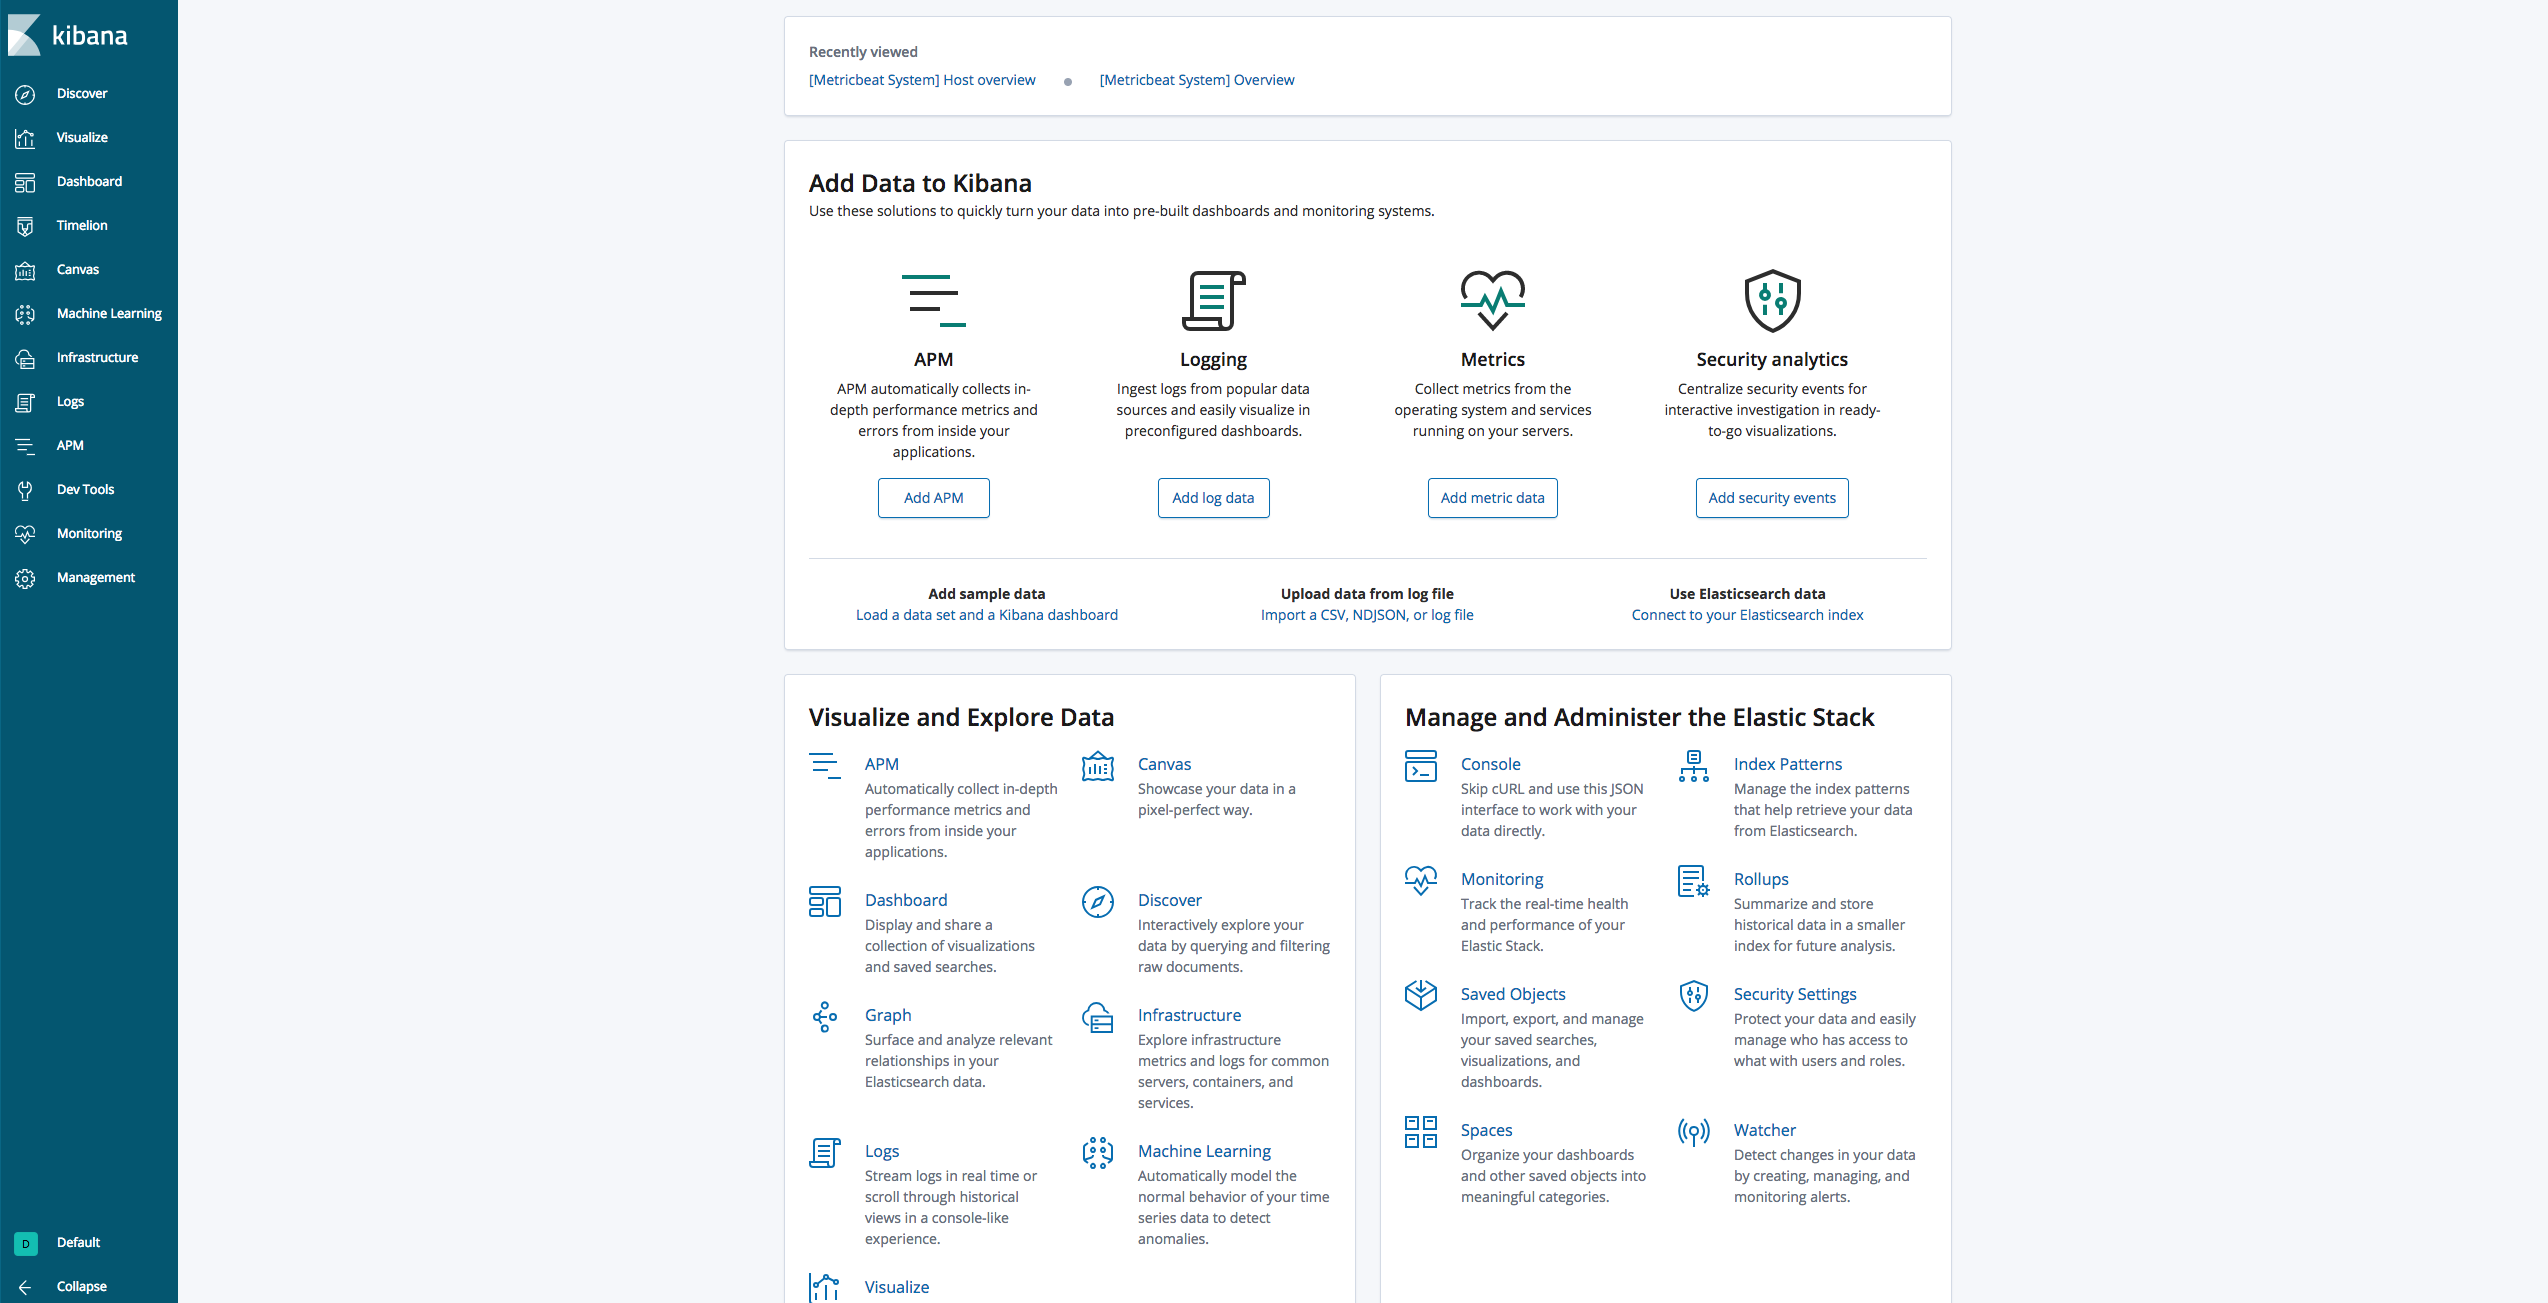 kibana
Discover
Visualize
Dashboard
Timelion
Canvas
Machine Learning
Infrastructure
Logs
APM
Dev Tools
Monitoring
Management
D Default
Collapse
Recently viewed
[Metricbeat System] Host overview
[Metricbeat System] Overview
Add Data to Kibana
Use these solutions to quickly turn your data into pre-built dashboards and monitoring systems.
APM
APM automatically collects in-
depth performance metrics and
errors from inside your
applications.
Add APM
Logging
Ingest logs from popular data
sources and easily visualize in
preconfigured dashboards.
Add log data
Metrics
Collect metrics from the
operating system and services
running on your servers.
Add metric data
Security analytics
Centralize security events for
interactive investigation in ready-
to-go visualizations.
Add security events
Add sample data
Load a data set and a Kibana dashboard
Upload data from log file
Import a CSV, NDJSON, or log file
Use Elasticsearch data
Connect to your Elasticsearch index
Visualize and Explore Data
APM
Automatically collect in-depth
performance metrics and
errors from inside your
applications.
Canvas
Showcase your data in a
pixel-perfect way.
Dashboard
Display and share a
collection of visualizations
and saved searches.
Discover
Interactively explore your
data by querying and filtering
raw documents.
Graph
Surface and analyze relevant
relationships in your
Elasticsearch data.
Infrastructure
Explore infrastructure
metrics and logs for common
servers, containers, and
services.
Logs
Stream logs in real time or
scroll through historical
views in a console-like
experience.
Machine Learning
Automatically model the
normal behavior of your time
series data to detect
anomalies.
Visualize
Manage and Administer the Elastic Stack
Console
Skip cURL and use this JSON
interface to work with your
data directly.
Index Patterns
Manage the index patterns
that help retrieve your data
from Elasticsearch.
Monitoring
Track the real-time health
and performance of your
Elastic Stack.
Rollups
Summarize and store
historical data in a smaller
index for future analysis.
Saved Objects
Import, export, and manage
your saved searches,
visualizations, and
dashboards.
Security Settings
Protect your data and easily
manage who has access to
what with users and roles.
Spaces
Organize your dashboards
and other saved objects into
meaningful categories.
Watcher
Detect changes in your data
by creating, managing, and
monitoring alerts.